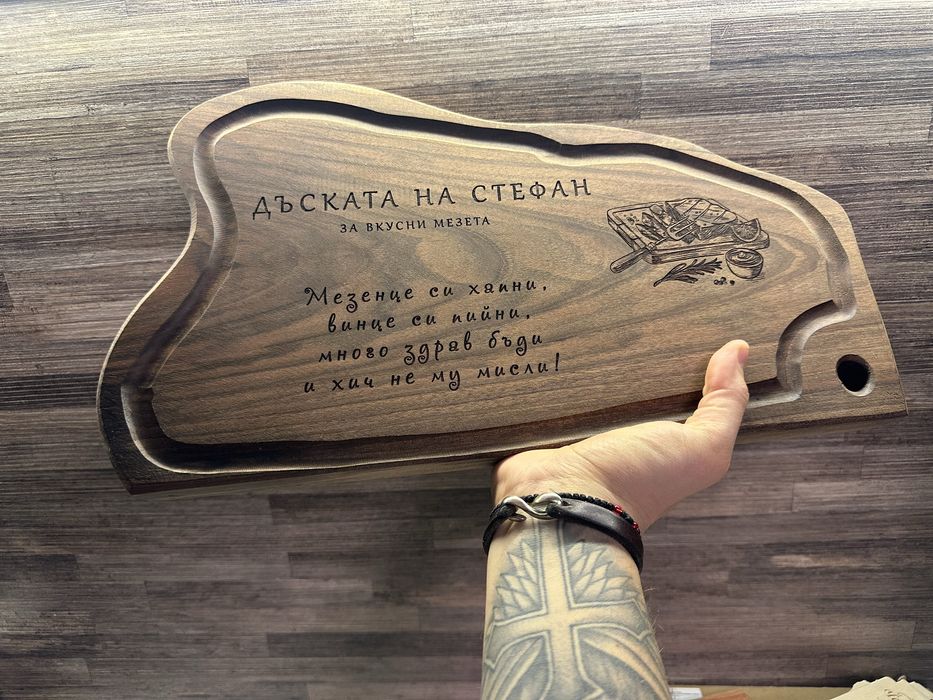 ДЪСКАТА НА СТЕФАН
ЗА ВКУСНИ МЕЗЕТА
Мезенце си хапни,
винце си пийни,
много здрав бъди
и хич не му мисли!